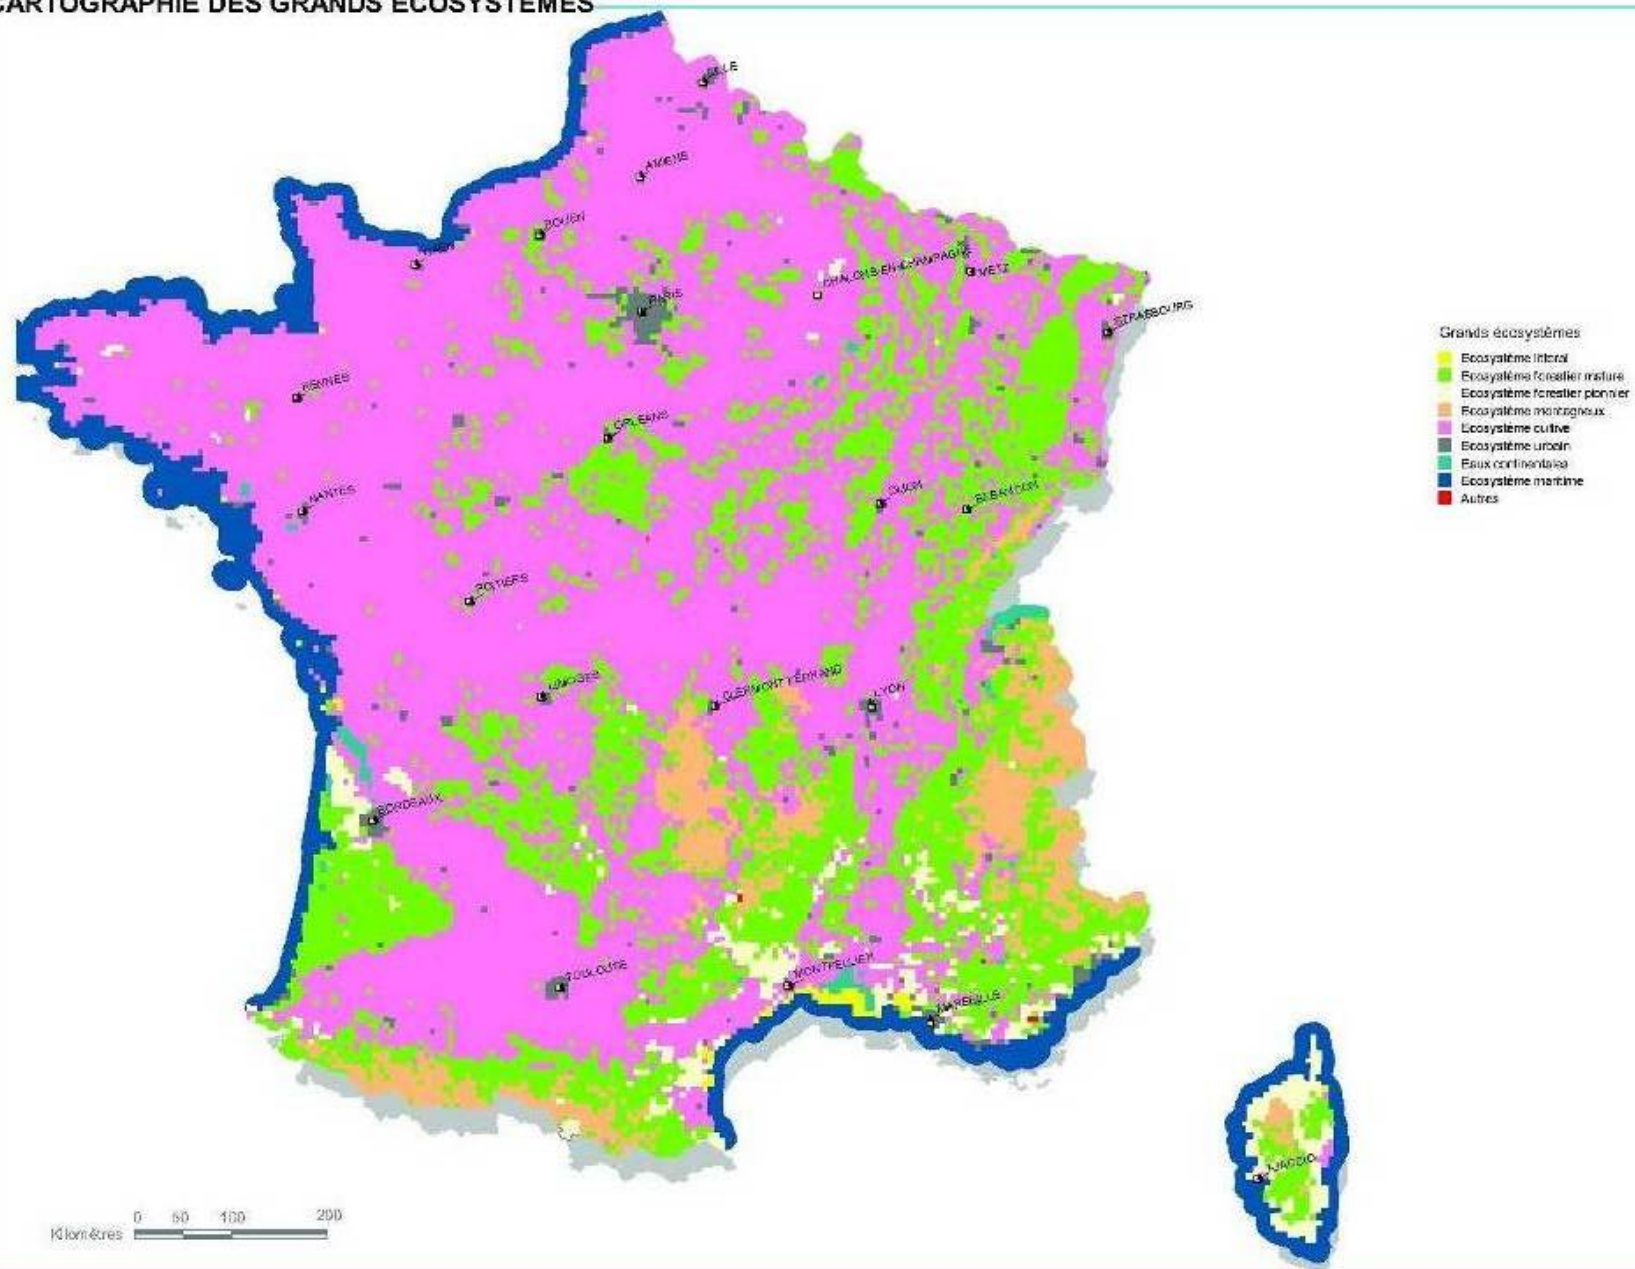 CARTOGRAPHIE DES GRANDS ECOSYSTEMES
LILLE
AMIENS
ROUEN
CAEN
CHALONS-EN-CHAMPAGNE
METZ
PARIS
STRASBOURG
RENNES
ORLEANS
NANTES
DIJON
BESANCON
POITIERS
LIMOGES
CLERMONT FERRAND
LYON
BORDEAUX
TOULOUSE
MONTPELLIER
MARSEILLE
AJACCIO
Grands écosystèmes
Ecosystème littoral
Ecosystème forestier mature
Ecosystème forestier pionnier
Ecosystème montagneux
Ecosystème cultive
Ecosystème urbain
Eaux continentales
Ecosystème maritime
Autres
0 50 100 200
Kilomètres